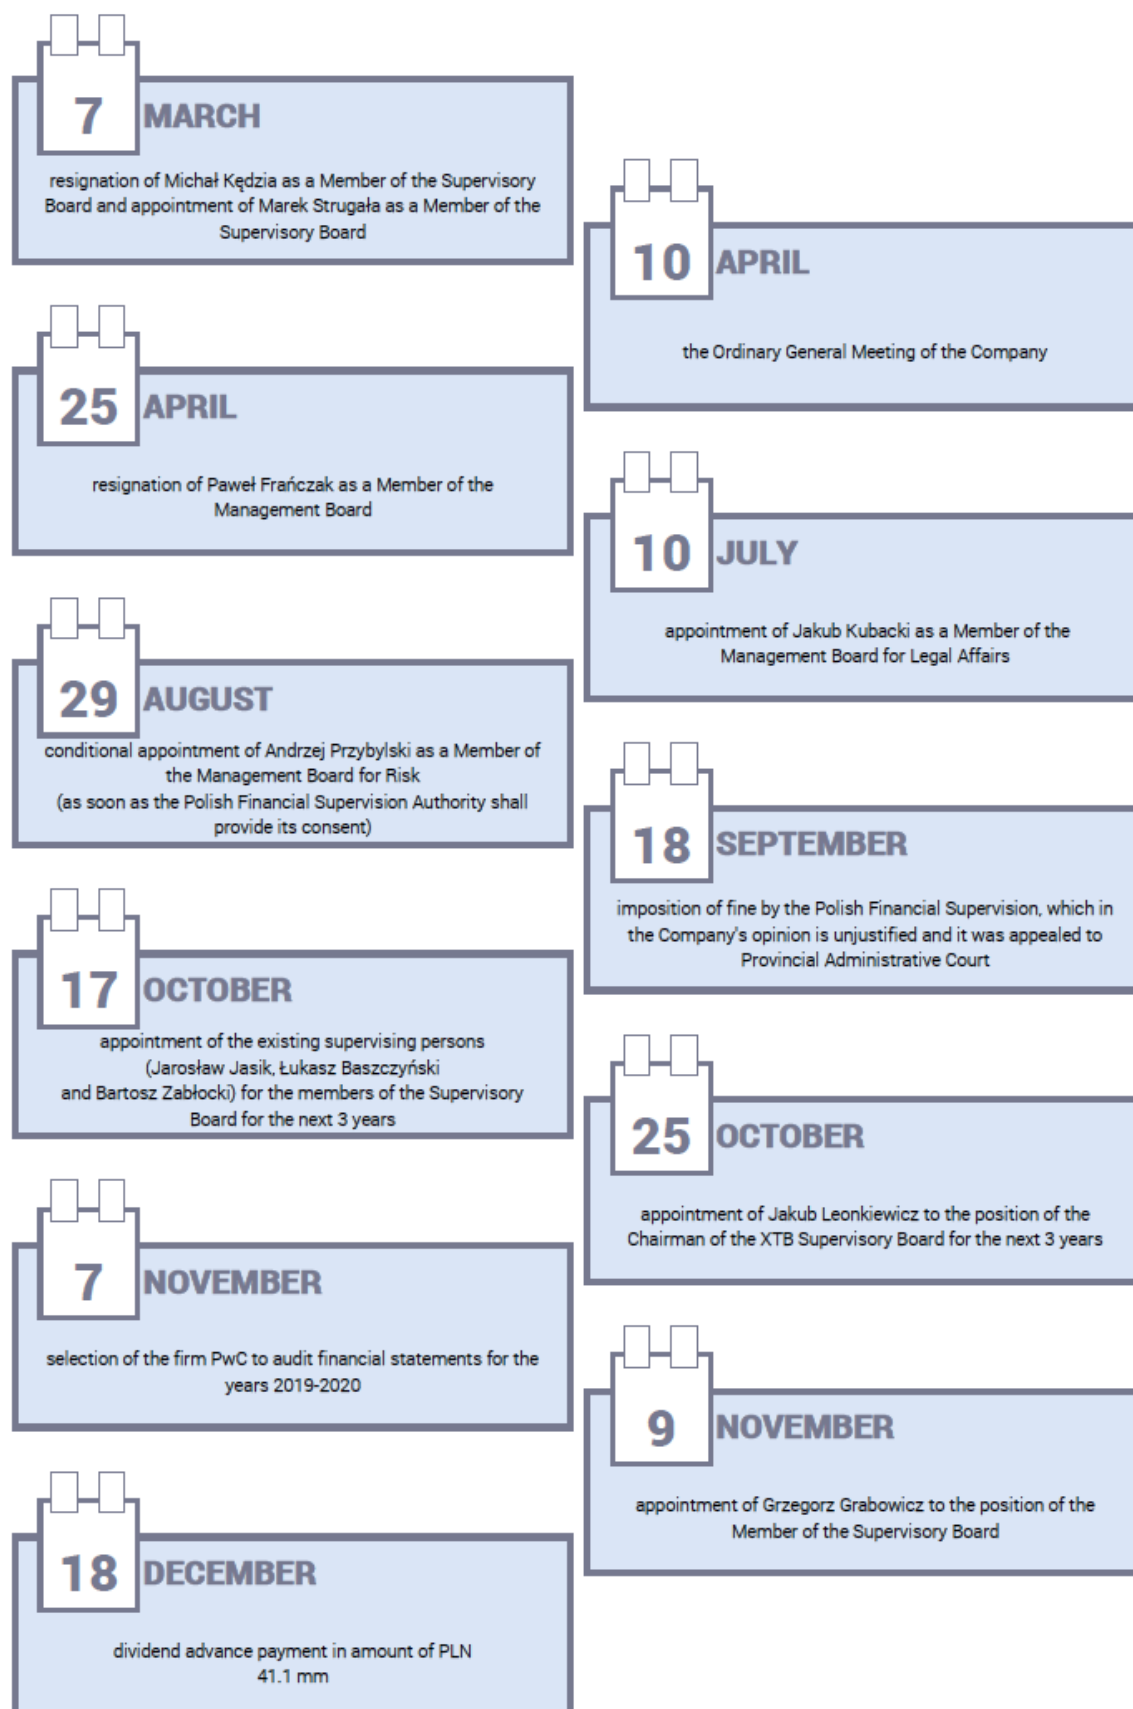 7 MARCH
resignation of Michał Kędzia as a Member of the Supervisory
Board and appointment of Marek Strugała as a Member of the
Supervisory Board
10 APRIL
the Ordinary General Meeting of the Company
25 APRIL
resignation of Paweł Frańczak as a Member of the
Management Board
10 JULY
appointment of Jakub Kubacki as a Member of the
Management Board for Legal Affairs
29 AUGUST
conditional appointment of Andrzej Przybylski as a Member of
the Management Board for Risk
(as soon as the Polish Financial Supervision Authority shall
provide its consent)
18 SEPTEMBER
imposition of fine by the Polish Financial Supervision, which in
the Company's opinion is unjustified and it was appealed to
Provincial Administrative Court
17 OCTOBER
appointment of the existing supervising persons
(Jarosław Jasik, Łukasz Baszczyński
and Bartosz Zabłocki) for the members of the Supervisory
Board for the next 3 years
25 OCTOBER
appointment of Jakub Leonkiewicz to the position of the
Chairman of the XTB Supervisory Board for the next 3 years
7 NOVEMBER
selection of the firm PwC to audit financial statements for the
years 2019-2020
9 NOVEMBER
appointment of Grzegorz Grabowicz to the position of the
Member of the Supervisory Board
18 DECEMBER
dividend advance payment in amount of PLN
41.1 mm